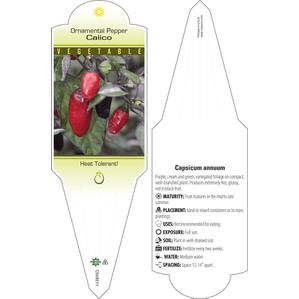 Ornamental Pepper
Calico
VEGETABLE
Heat Tolerant!
Capsicum annuum
Purple, cream and green, variegated foliage on compact,
well-branched plant. Produces extremely hot, glossy,
red to black fruit.
MATURITY: Fruit matures in the mid to late
summer.
PLACEMENT: Ideal in mixed containers or in mass
plantings.
USES: Not recommended for eating.
EXPOSURE: Full sun.
SOIL: Plant in well-drained soil.
FERTILIZE: Fertilize every two weeks.
WATER: Medium water
SPACING: Space 12-14" apart.